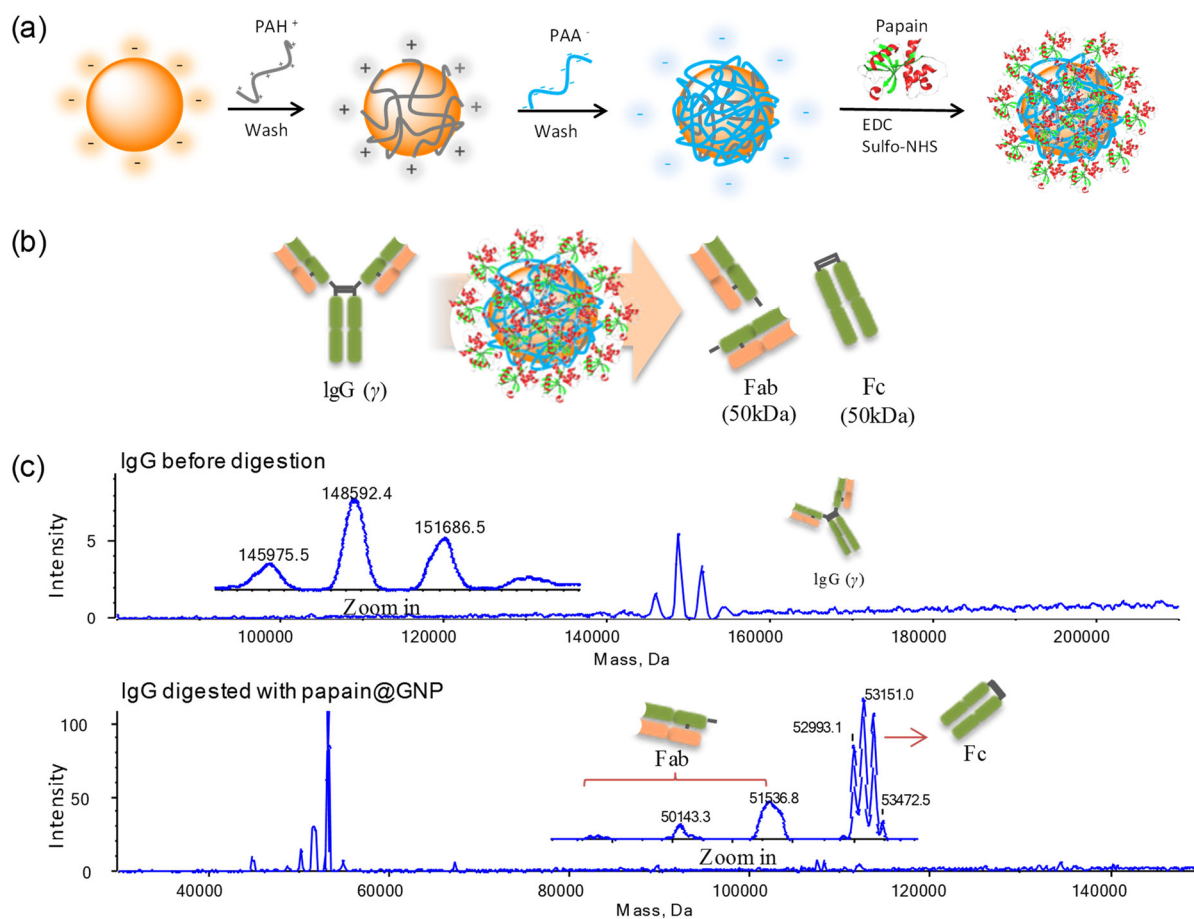 (a)
PAH +
Wash
PAA -
Wash
Papain
EDC
Sulfo-NHS
(b)
IgG (γ)
Fab
(50kDa)
Fc
(50kDa)
(c)
IgG before digestion
148592.4
145975.5
151686.5
Zoom in
IgG (γ)
Intensity
5
0
100000
120000
140000
160000
180000
200000
Mass, Da
IgG digested with papain@GNP
Fab
53151.0
52993.1
Fc
51536.8
50143.3
53472.5
Zoom in
Intensity
100
50
0
40000
60000
80000
100000
120000
140000
Mass, Da